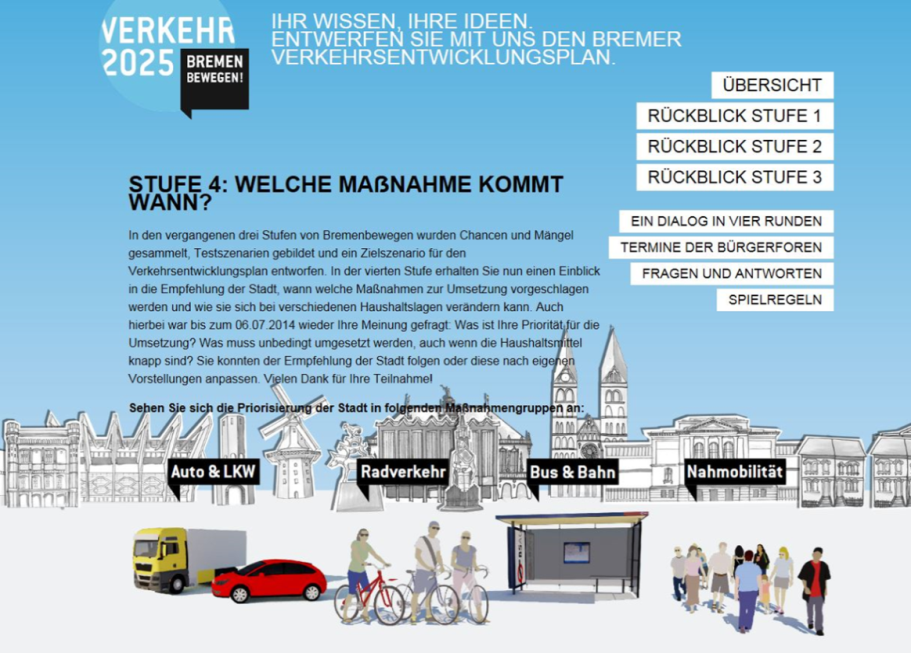 VERKEHR
2025
BREMEN
BEWEGEN!
IHR WISSEN, IHRE IDEEN.
ENTWERFEN SIE MIT UNS DEN BREMER
VERKEHRSENTWICKLUNGSPLAN.
ÜBERSICHT
RÜCKBLICK STUFE 1
RÜCKBLICK STUFE 2
RÜCKBLICK STUFE 3
EIN DIALOG IN VIER RUNDEN
TERMINE DER BÜRGERFOREN
FRAGEN UND ANTWORTEN
SPIELREGELN
STUFE 4: WELCHE MAßNAHME KOMMT
WANN?
In den vergangenen drei Stufen von Bremenbewegen wurden Chancen und Mängel
gesammelt, Testszenarien gebildet und ein Zielszenario für den
Verkehrsentwicklungsplan entworfen. In der vierten Stufe erhalten Sie nun einen Einblick
in die Empfehlung der Stadt, wann welche Maßnahmen zur Umsetzung vorgeschlagen
werden und wie sie sich bei verschiedenen Haushaltslagen verändern kann. Auch
hierbei war bis zum 06.07.2014 wieder Ihre Meinung gefragt: Was ist Ihre Priorität für die
Umsetzung? Was muss unbedingt umgesetzt werden, auch wenn die Haushaltsmittel
knapp sind? Sie konnten der Ermpfehlung der Stadt folgen oder diese nach eigenen
Vorstellungen anpassen. Vielen Dank für Ihre Teilnahme!
Sehen Sie sich die Priorisierung der Stadt in folgenden Maßnahmengruppen an:
Auto & LKW
Radverkehr
Bus & Bahn
Nahmobilität